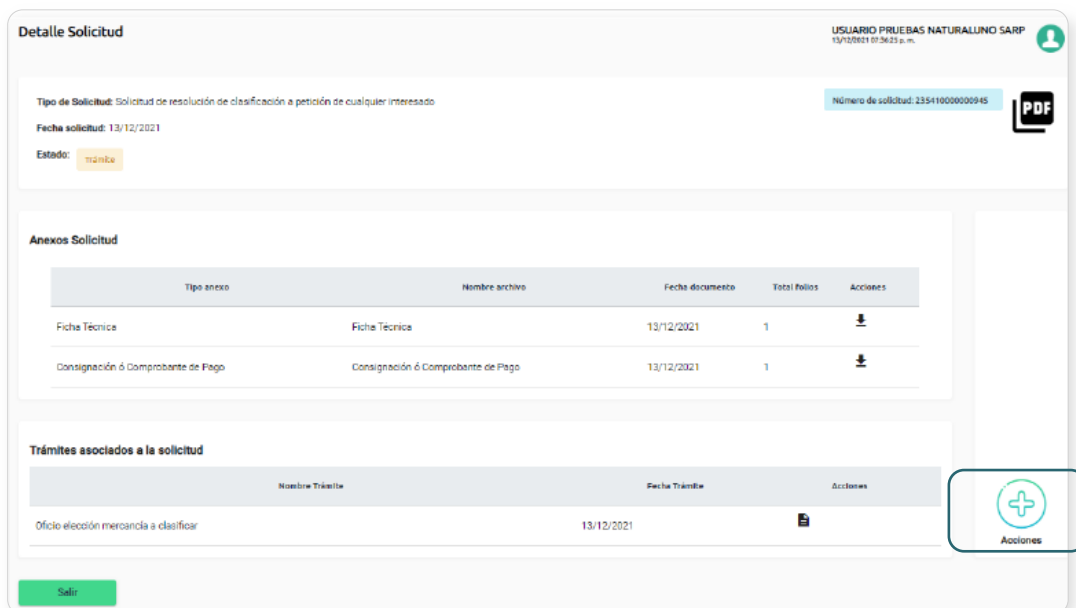 Detalle Solicitud
USUARIO PRUEBAS NATURALUNO SARP
13/12/2021 07:36:23 p. m.
Tipo de Solicitud: Solicitud de resolución de clasificación a petición de cualquier interesado
Número de solicitud: 235410000000945
PDF
Fecha solicitud: 13/12/2021
Estado: Trámite
Anexos Solicitud
Tipo anexo Nombre archivo Fecha documento Total folios Acciones
Ficha Técnica Ficha Técnica 13/12/2021 1
Consignación ó Comprobante de Pago Consignación ó Comprobante de Pago 13/12/2021 1
Trámites asociados a la solicitud
Nombre Trámite Fecha Trámite Acciones
Oficio elección mercancía a clasificar 13/12/2021
Acciones
Salir